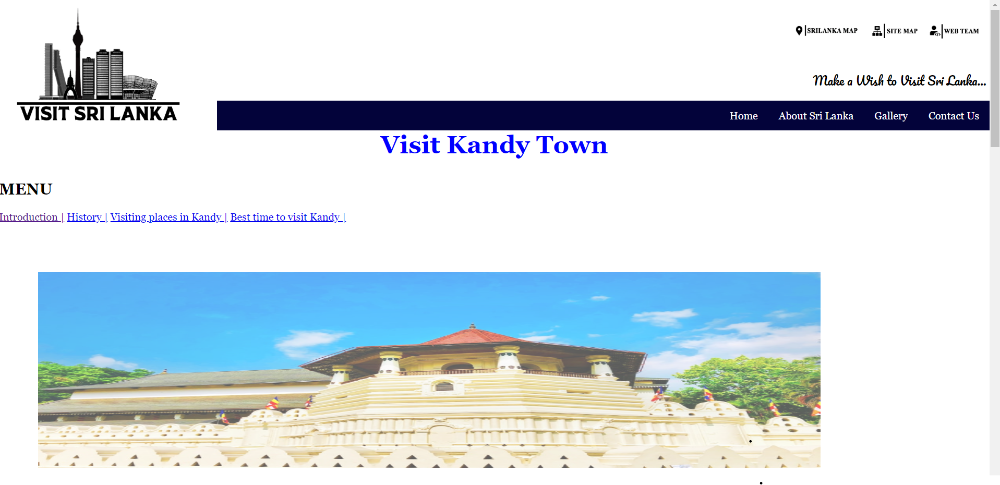 SRILANKA MAP
SITE MAP
WEB TEAM
Make a Wish to Visit Sri Lanka...
VISIT SRI LANKA
Home
About Sri Lanka
Gallery
Contact Us
Visit Kandy Town
MENU
Introduction | History | Visiting places in Kandy | Best time to visit Kandy |